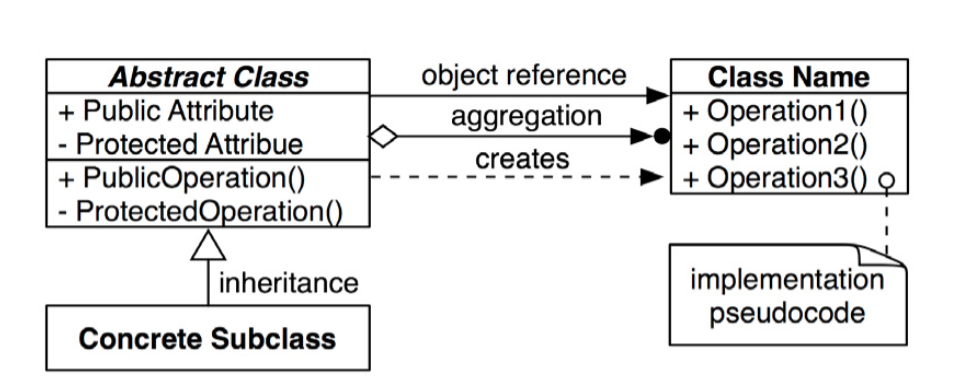 Abstract Class
+ Public Attribute
- Protected Attribue
+ PublicOperation()
- ProtectedOperation()
object reference
aggregation
creates
Class Name
+ Operation1()
+ Operation2()
+ Operation3()
inheritance
Concrete Subclass
implementation
pseudocode